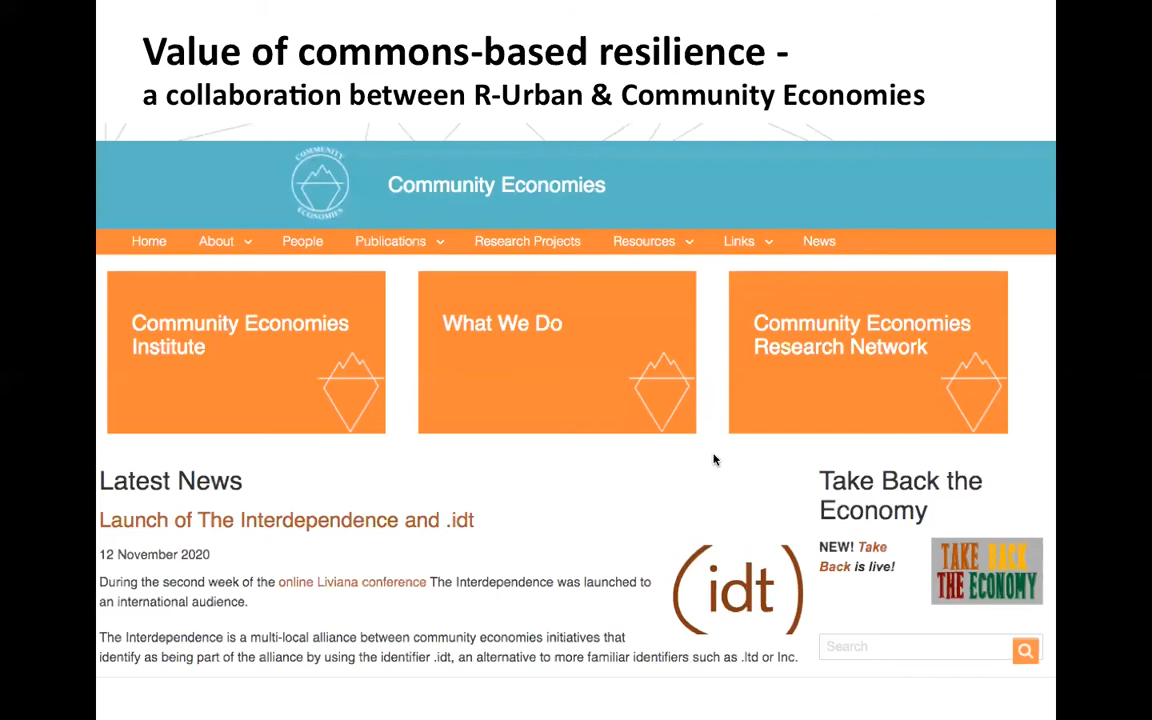 Value of commons-based resilience -
a collaboration between R-Urban & Community Economies
COMMUNITY
ECONOMIES
Community Economies
Home About People Publications Research Projects Resources Links News
Community Economies
Institute
What We Do
Community Economies
Research Network
Latest News
Launch of The Interdependence and .idt
12 November 2020
During the second week of the online Liviana conference The Interdependence was launched to
an international audience.
(idt)
The Interdependence is a multi-local alliance between community economies initiatives that
identify as being part of the alliance by using the identifier .idt, an alternative to more familiar identifiers such as .ltd or Inc.
Take Back the
Economy
NEW! Take
Back is live!
TAKE BACK
THE ECONOMY
Search